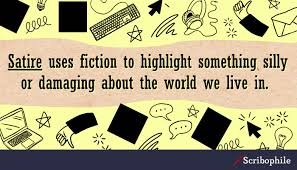 Satire uses fiction to highlight something silly
or damaging about the world we live in.
Scribophile